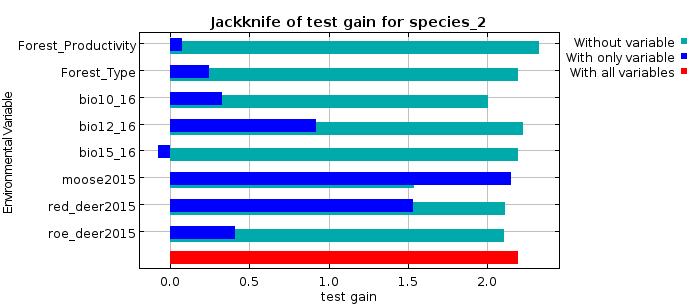 Jackknife of test gain for species_2
Forest_Productivity
Forest_Type
bio10_16
bio12_16
bio15_16
moose2015
red_deer2015
roe_deer2015
Environmental Variable
0.0 0.5 1.0 1.5 2.0
test gain
Without variable
With only variable
With all variables